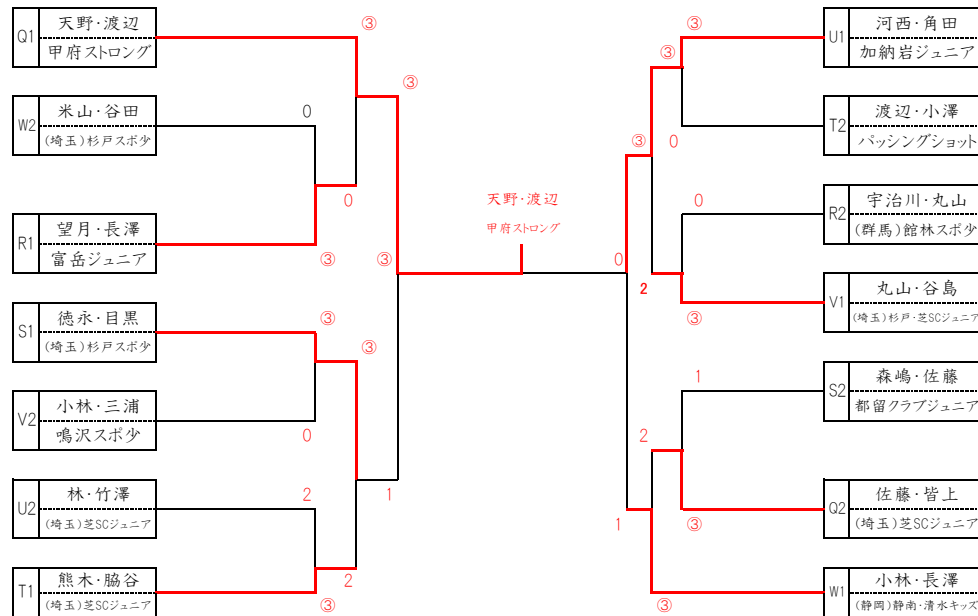 Q1
天野・渡辺
甲府ストロング
W2
米山・谷田
(埼玉)杉戸スポ少
R1
望月・長澤
富岳ジュニア
S1
徳永・目黒
(埼玉)杉戸スポ少
V2
小林・三浦
鳴沢スポ少
U2
林・竹澤
(埼玉)芝SCジュニア
T1
熊木・脇谷
(埼玉)芝SCジュニア
③
③
0
0
③
③
③
③
0
2
1
2
③
天野・渡辺
甲府ストロング
③
③
③
0
0
0
2
③
1
2
③
1
③
U1
河西・角田
加納岩ジュニア
T2
渡辺・小澤
パッシングショット
R2
宇治川・丸山
(群馬)館林スポ少
V1
丸山・谷島
(埼玉)杉戸・芝SCジュニア
S2
森嶋・佐藤
都留クラブジュニア
Q2
佐藤・皆上
(埼玉)芝SCジュニア
W1
小林・長澤
(静岡)静南・清水キッズ